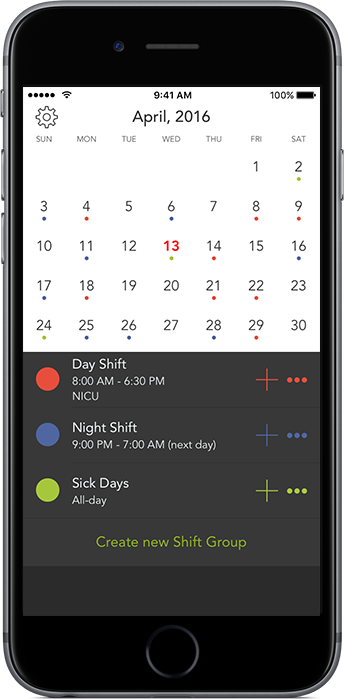 9:41 AM 100%
April, 2016
SUN MON TUE WED THU FRI SAT
1 2
3 4 5 6 7 8 9
10 11 12 13 14 15 16
17 18 19 20 21 22 23
24 25 26 27 28 29 30
Day Shift
8:00 AM - 6:30 PM
NICU
Night Shift
9:00 PM - 7:00 AM (next day)
Sick Days
All-day
Create new Shift Group